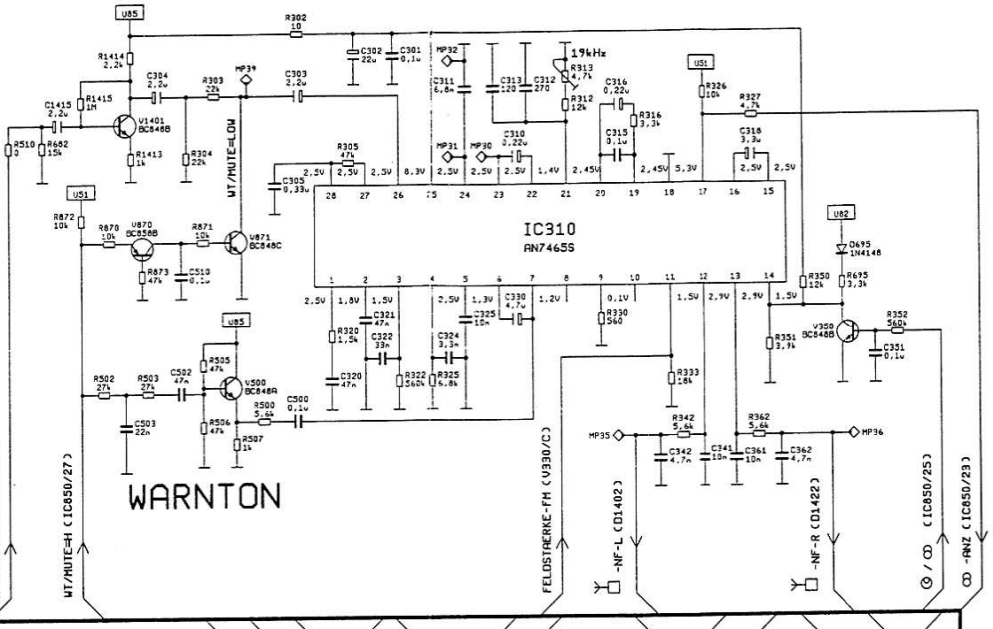 U85
R302
10
C302
22u
C301
0,1u
R1414
2,2k
C304
2,2u
R303
22k
MP39
C303
2,2u
C1415
2,2u
R1415
1M
V1401
BC848B
R510
0
R682
15k
R1413
1k
R304
22k
WT/MUTE=LOW
R305
47k
C305
0,33u
MP32
C311
6,8n
C313
120
C312
270
19kHz
R313
4,7k
R312
12k
C316
0,22u
R316
3,3k
C315
0,1u
MP31
MP30
C310
0,22u
U51
R326
10k
R327
4,7k
C318
3,3u
2,5V 2,5V 2,5V 8,3V 2,5V 2,5V 2,5V 1,4V 2,45V 2,45V 5,3V 2,5V 2,5V
28 27 26 25 24 23 22 21 20 19 18 17 16 15
IC310
AN7465S
1 2 3 4 5 6 7 8 9 10 11 12 13 14
2,5V 1,8V 1,5V 2,5V 1,3V 1,2V 0,1V 1,5V 2,9V 2,9V 1,5V
U51
R872
10k
R870
10k
V870
BC858B
R871
10k
V871
BC848C
R873
47k
C510
0,1u
U82
D695
1N4148
R695
3,3k
R350
12k
V350
BC848B
R352
560k
C351
0,1u
R351
3,9k
C330
4,7u
R330
560
C321
47n
C322
33n
R320
1,5k
C320
47n
R322
560k
C325
10n
C324
3,3n
R325
6,8k
U85
R505
47k
R502
27k
R503
27k
C502
47n
V500
BC848A
R500
5,6k
C500
0,1u
C503
22n
R506
47k
R507
1k
R333
18k
R342
5,6k
R362
5,6k
MP35
MP36
C342
4,7n
C341
10n
C361
10n
C362
4,7n
WARNTON
WT/MUTE=H (IC850/27)
FELDSTAERKE-FM (V330/C)
-NF-L (D1402)
-NF-R (D1422)
/ (IC850/25)
-ANZ (IC850/23)